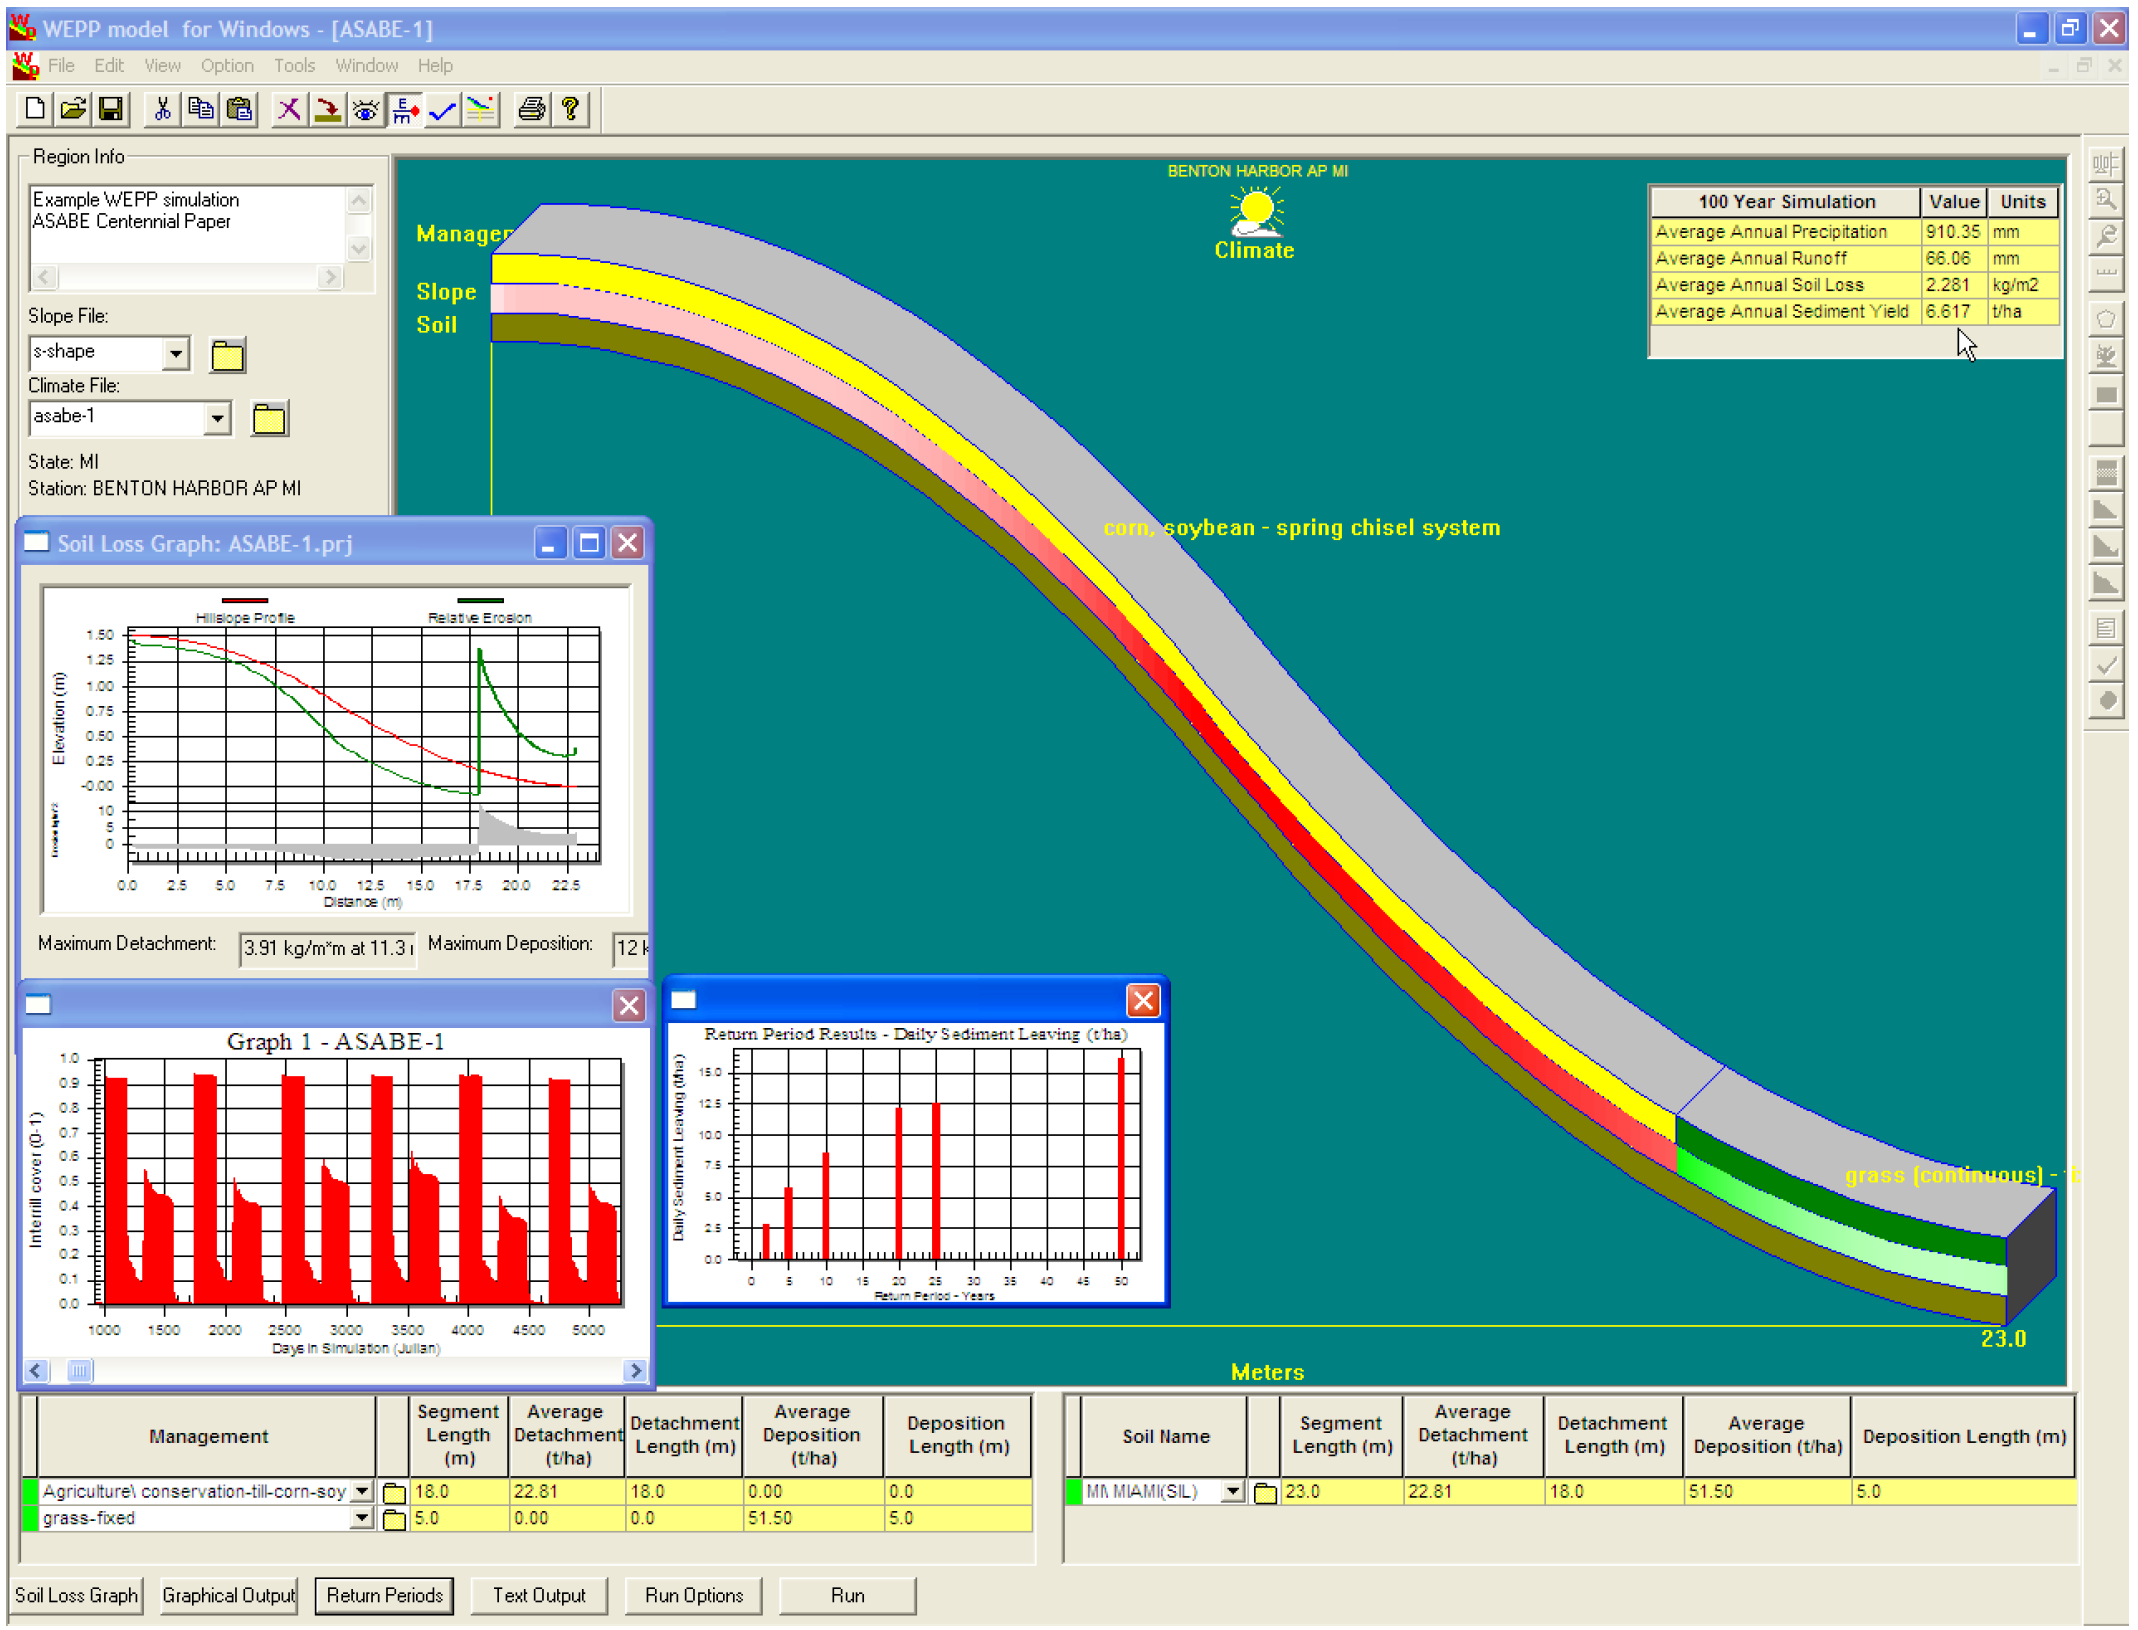 WEPP model for Windows - [ASABE-1]
File Edit View Option Tools Window Help
Region Info
Example WEPP simulation
ASABE Centennial Paper
Slope File:
s-shape
Climate File:
asabe-1
State: MI
Station: BENTON HARBOR AP MI
BENTON HARBOR AP MI
Climate
Manager
Slope
Soil
100 Year Simulation Value Units
Average Annual Precipitation 910.35 mm
Average Annual Runoff 66.06 mm
Average Annual Soil Loss 2.281 kg/m2
Average Annual Sediment Yield 6.617 t/ha
corn, soybean - spring chisel system
grass (continuous) -
23.0
Meters
Soil Loss Graph: ASABE-1.prj
Hillslope Profile Relative Erosion
Elevation (m)
1.50
1.25
1.00
0.75
0.50
0.25
-0.00
10
5
0
0.0 2.5 5.0 7.5 10.0 12.5 15.0 17.5 20.0 22.5
Distance (m)
Maximum Detachment: 3.91 kg/m*m at 11.3 Maximum Deposition: 12
Graph 1 - ASABE-1
Interrill cover (0-1)
1.0
0.9
0.8
0.7
0.6
0.5
0.4
0.3
0.2
0.1
0.0
1000 1500 2000 2500 3000 3500 4000 4500 5000
Days in Simulation (Julian)
Return Period Results - Daily Sediment Leaving (t/ha)
Daily Sediment Leaving (t/ha)
15.0
12.5
10.0
7.5
5.0
2.5
0.0
0 5 10 15 20 25 30 35 40 45 50
Return Period - Years
Management Segment Length (m) Average Detachment (t/ha) Detachment Length (m) Average Deposition (t/ha) Deposition Length (m)
Agriculture\ conservation-till-corn-soy 18.0 22.81 18.0 0.00 0.0
grass-fixed 5.0 0.00 0.0 51.50 5.0
Soil Name Segment Length (m) Average Detachment (t/ha) Detachment Length (m) Average Deposition (t/ha) Deposition Length (m)
MI\ MIAMI(SIL) 23.0 22.81 18.0 51.50 5.0
Soil Loss Graph Graphical Output Return Periods Text Output Run Options Run